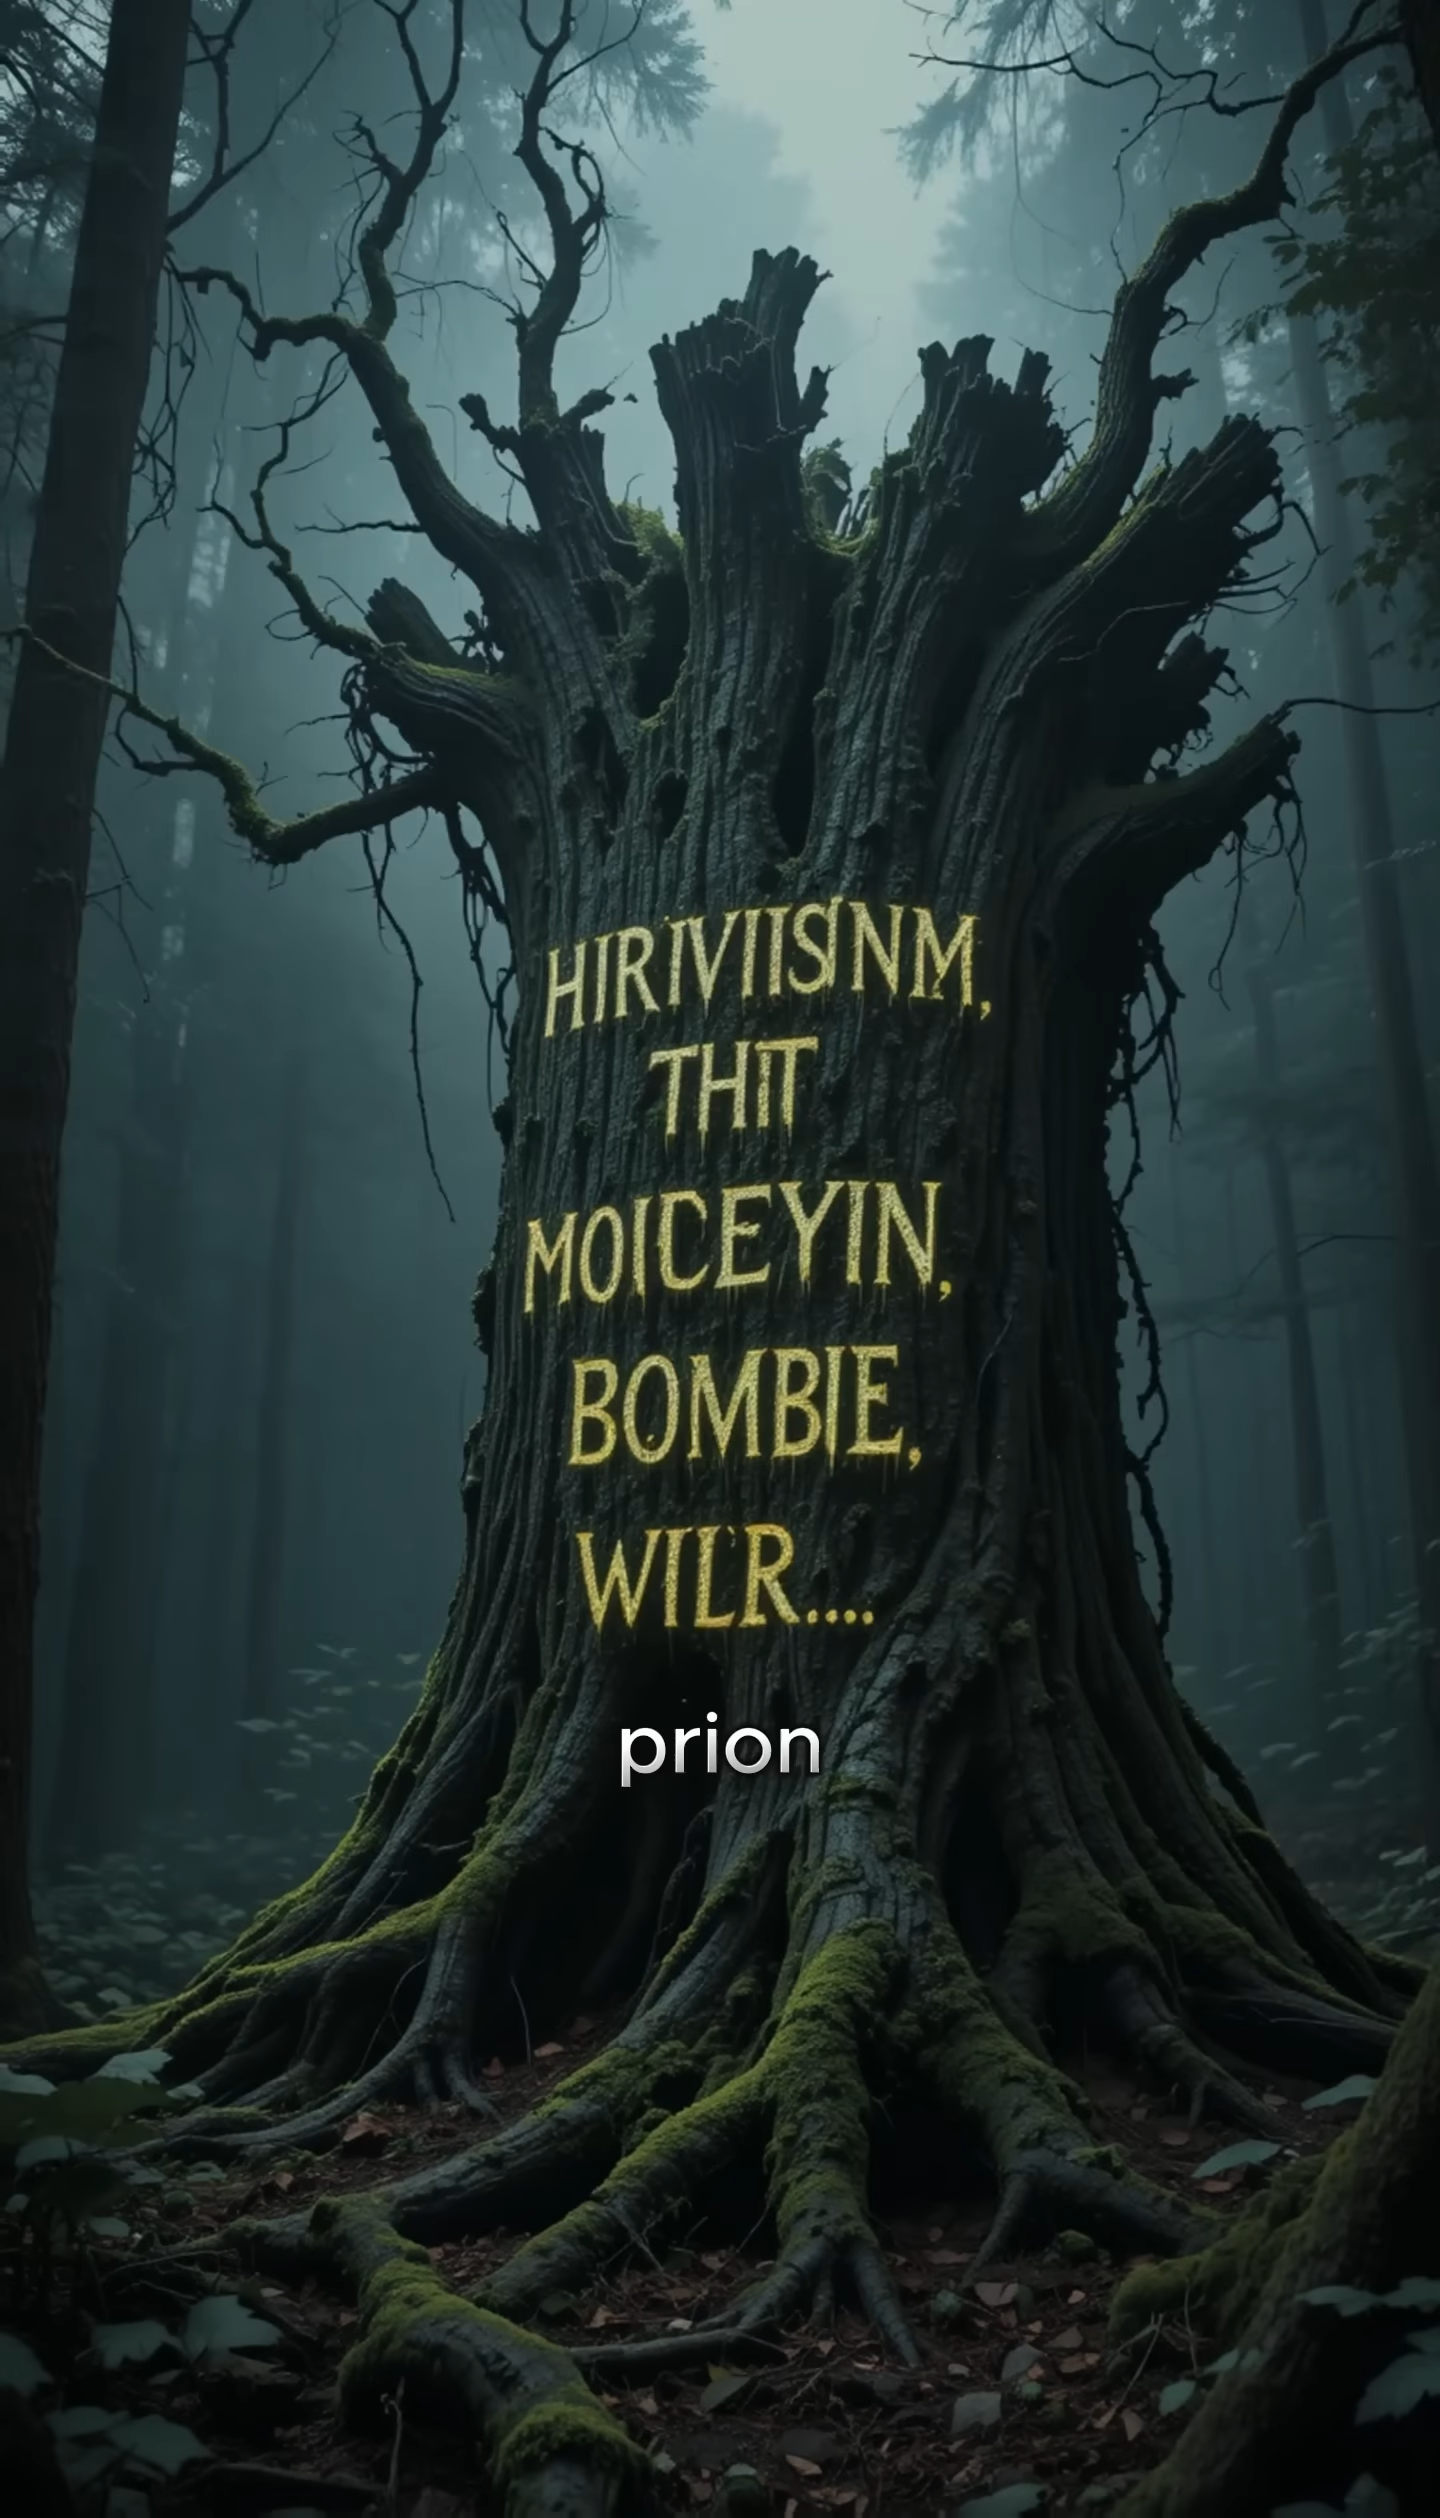 HIRIVIISNM,
THIT
MOICEYIN,
BOMBIE,
WILR....
prion